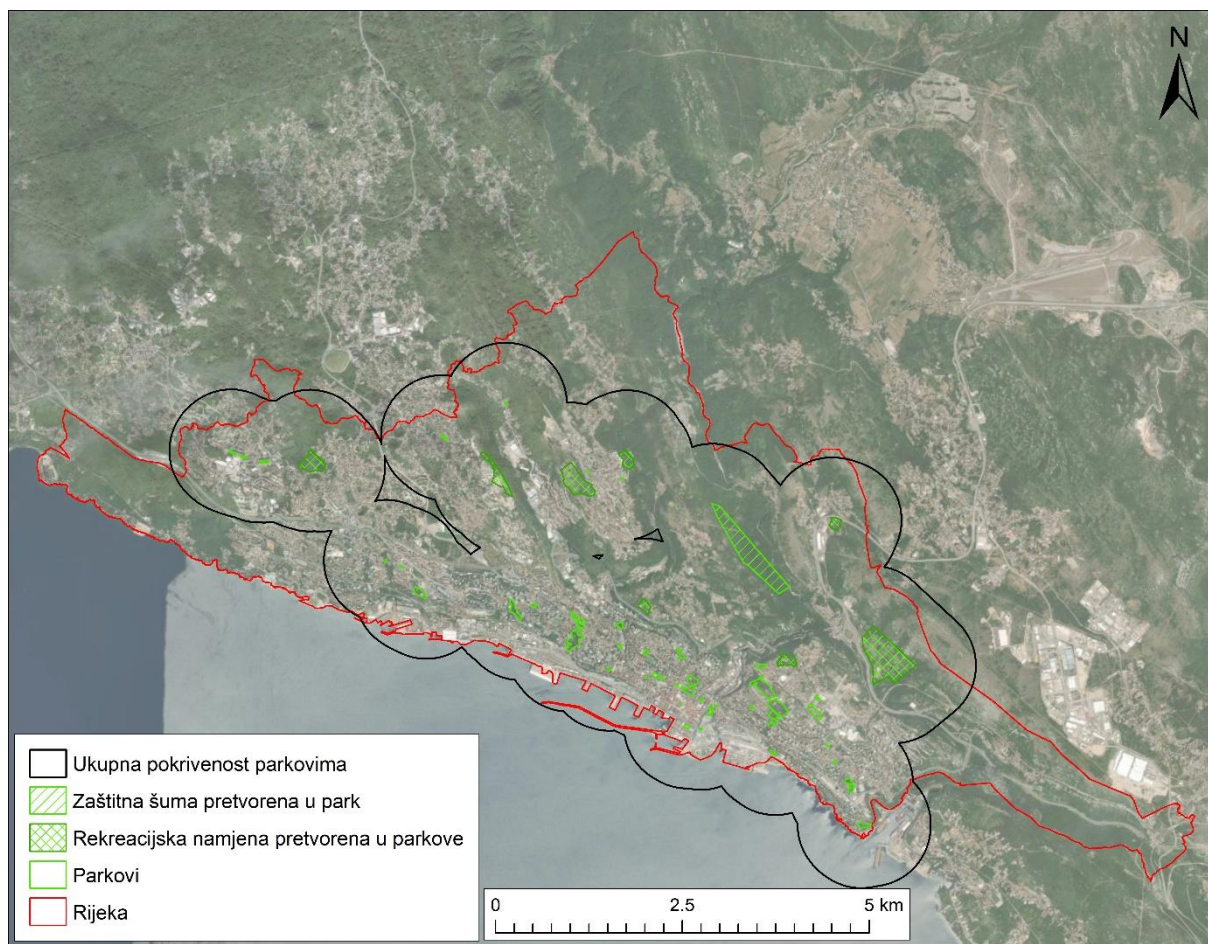 N
Ukupna pokrivenost parkovima
Zaštitna šuma pretvorena u park
Rekreacijska namjena pretvorena u parkove
Parkovi
Rijeka
0 2.5 5 km